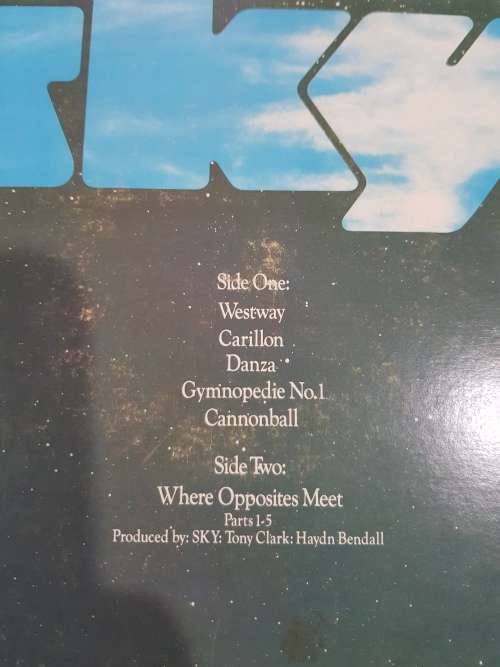 SKY
Side One:
Westway
Carillon
Danza
Gymnopedie No.1
Cannonball
Side Two:
Where Opposites Meet
Parts 1-5
Produced by: SKY: Tony Clark: Haydn Bendall